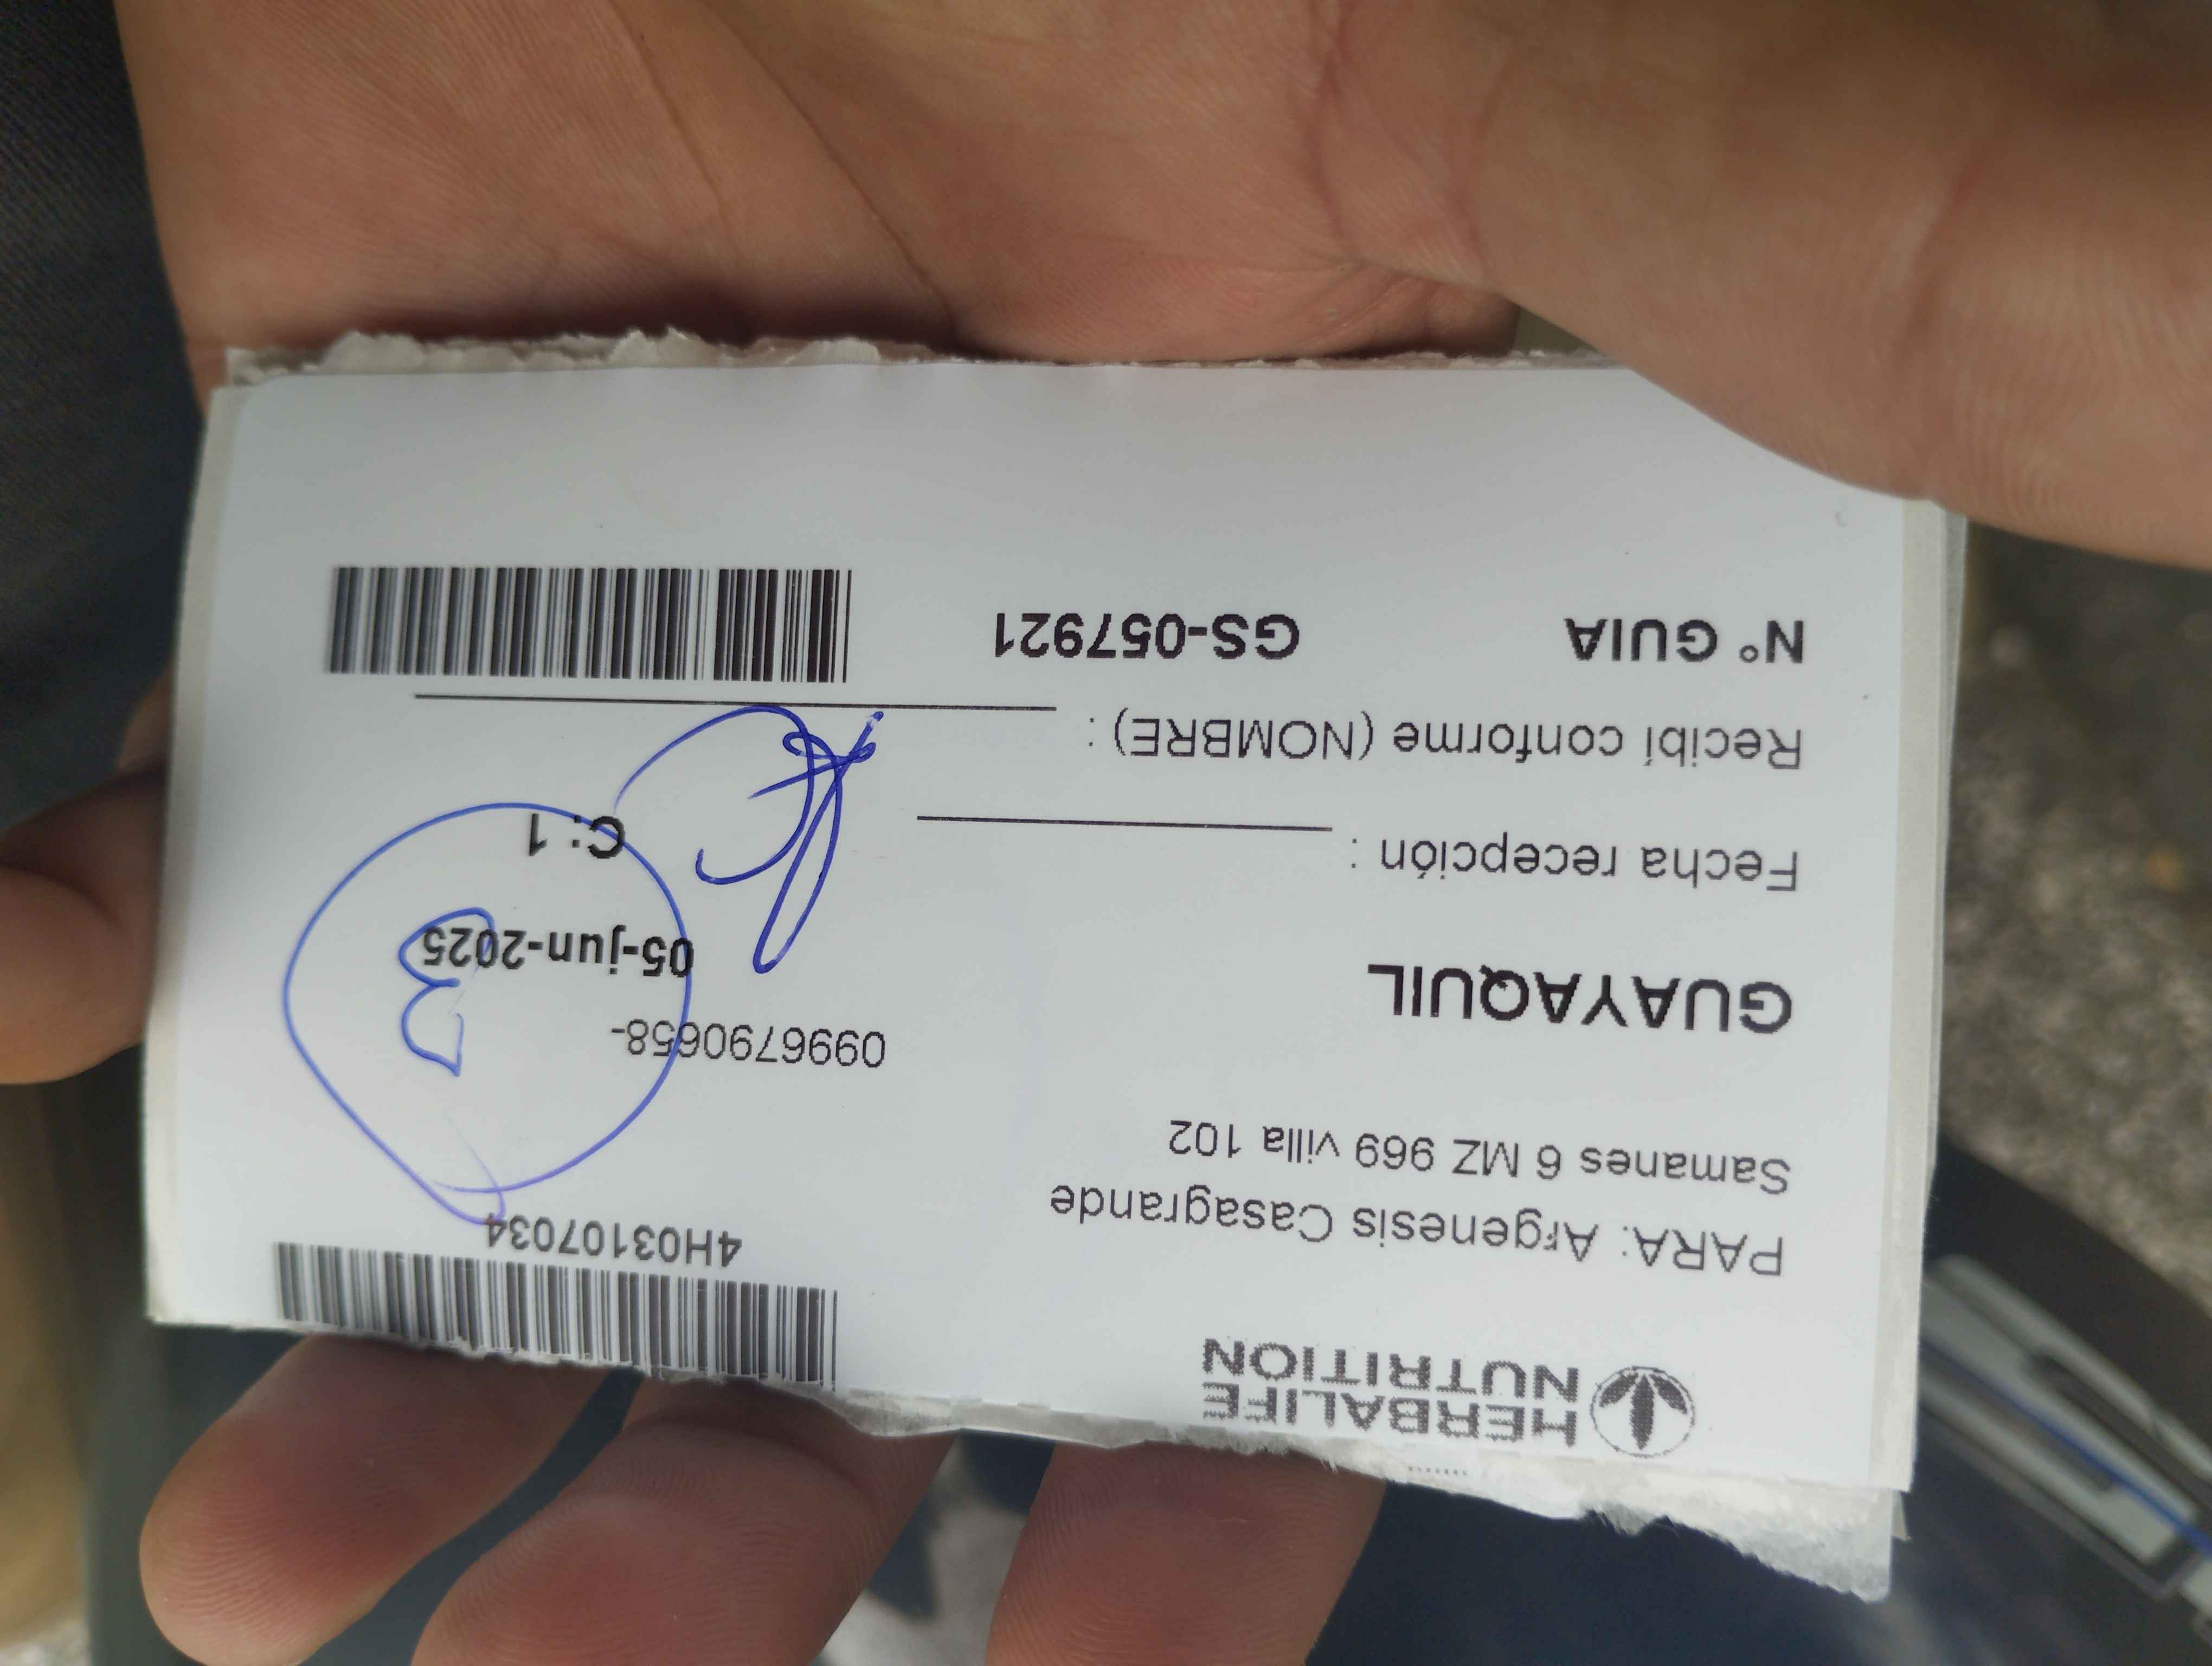 HERBALIFE
NUTRITION
4H03107034
PARA: Argenesis Casagrande
Samanes 6 MZ 969 villa 102
0996790658-
GUAYAQUIL
05-jun-2025
3
Fecha recepción :
C: 1
Recibí conforme (NOMBRE) :
N° GUIA GS-057921